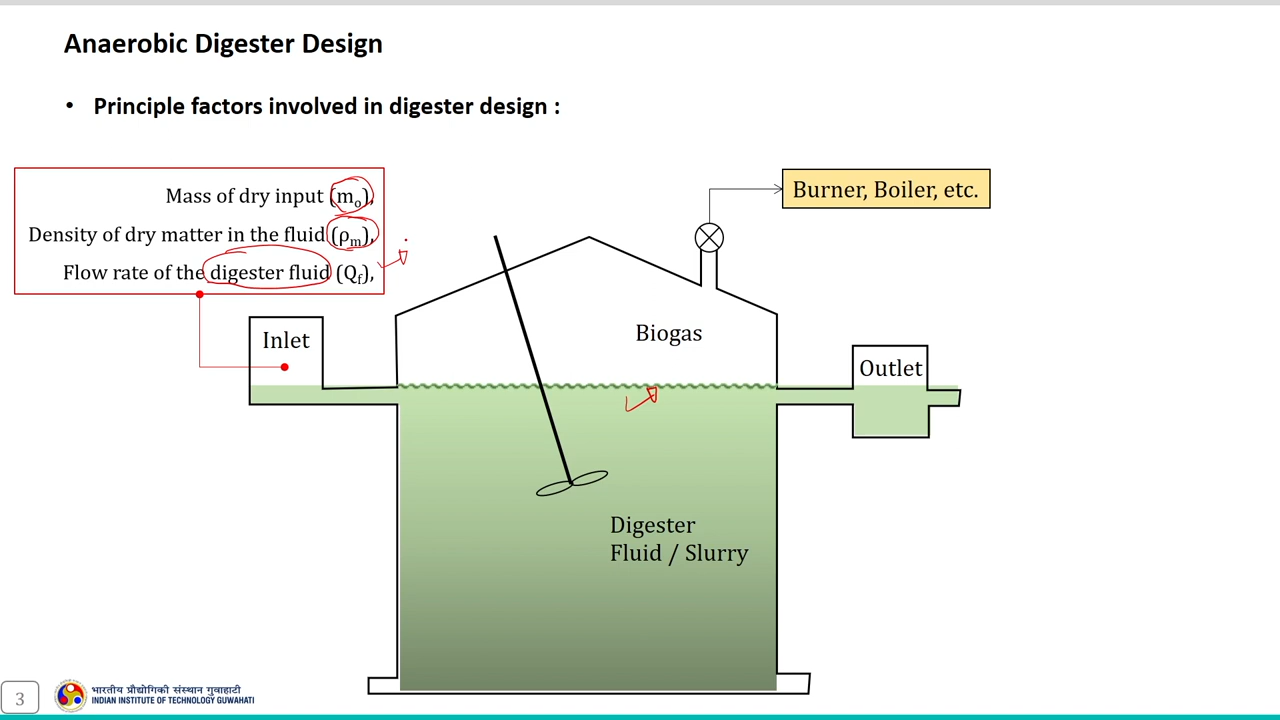 Anaerobic Digester Design
• Principle factors involved in digester design :
Mass of dry input (mₒ),
Density of dry matter in the fluid (ρₘ),
Flow rate of the digester fluid (Q_f),
Burner, Boiler, etc.
Inlet
Biogas
Outlet
Digester
Fluid / Slurry
3
भारतीय प्रौद्योगिकी संस्थान गुवाहाटी
INDIAN INSTITUTE OF TECHNOLOGY GUWAHATI